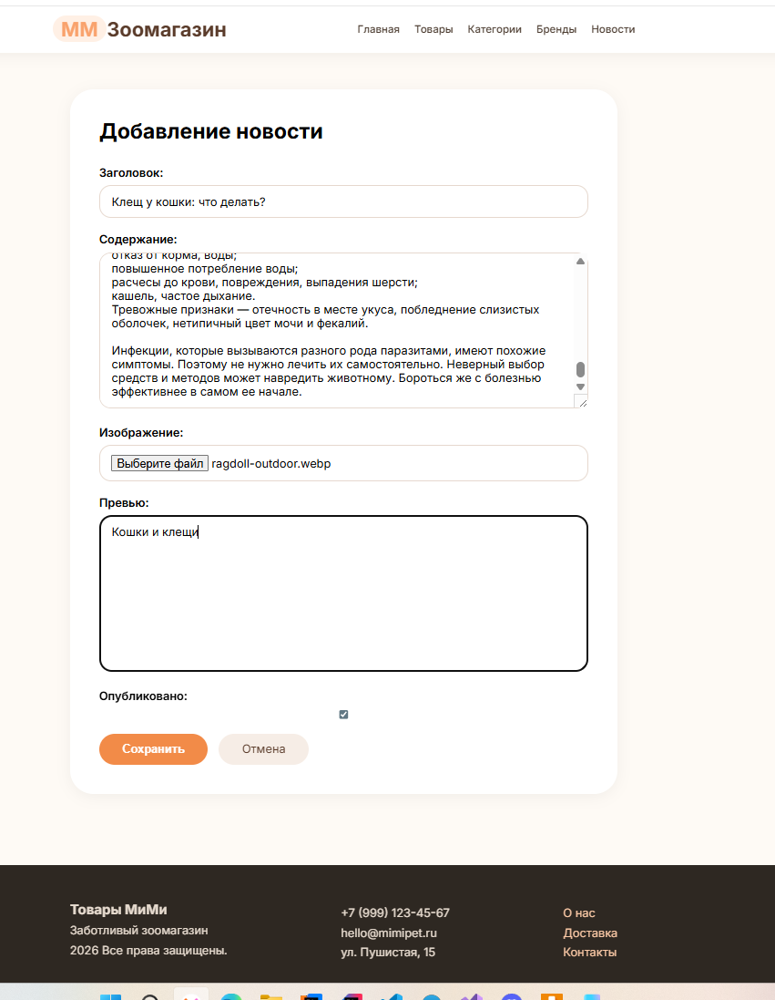 ММ Зоомагазин
Главная Товары Категории Бренды Новости
Добавление новости
Заголовок:
Клещ у кошки: что делать?
Содержание:
отказ от корма, воды;
повышенное потребление воды;
расчесы до крови, повреждения, выпадения шерсти;
кашель, частое дыхание.
Тревожные признаки — отечность в месте укуса, побледнение слизистых
оболочек, нетипичный цвет мочи и фекалий.
Инфекции, которые вызываются разного рода паразитами, имеют похожие
симптомы. Поэтому не нужно лечить их самостоятельно. Неверный выбор
средств и методов может навредить животному. Бороться же с болезнью
эффективнее в самом ее начале.
Изображение:
Выберите файл ragdoll-outdoor.webp
Превью:
Кошки и клещи
Опубликовано:
Сохранить Отмена
Товары МиМи
Заботливый зоомагазин
2026 Все права защищены.
+7 (999) 123-45-67
hello@mimipet.ru
ул. Пушистая, 15
О нас
Доставка
Контакты